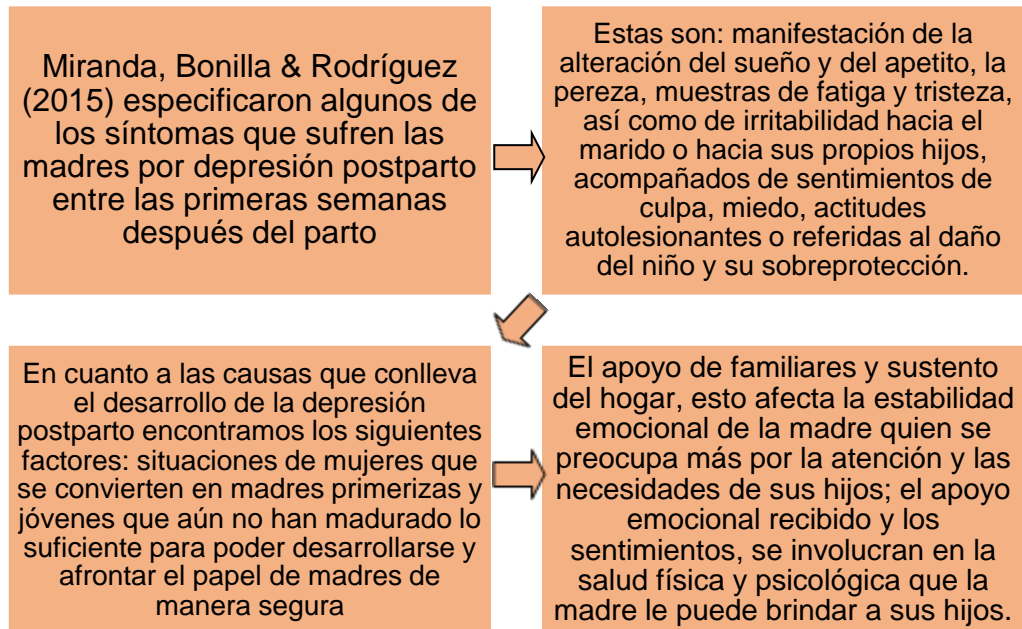 Miranda, Bonilla & Rodríguez
(2015) especificaron algunos de
los síntomas que sufren las
madres por depresión postparto
entre las primeras semanas
después del parto
Estas son: manifestación de la
alteración del sueño y del apetito, la
pereza, muestras de fatiga y tristeza,
así como de irritabilidad hacia el
marido o hacia sus propios hijos,
acompañados de sentimientos de
culpa, miedo, actitudes
autolesionantes o referidas al daño
del niño y su sobreprotección.
En cuanto a las causas que conlleva
el desarrollo de la depresión
postparto encontramos los siguientes
factores: situaciones de mujeres que
se convierten en madres primerizas y
jóvenes que aún no han madurado lo
suficiente para poder desarrollarse y
afrontar el papel de madres de
manera segura
El apoyo de familiares y sustento
del hogar, esto afecta la estabilidad
emocional de la madre quien se
preocupa más por la atención y las
necesidades de sus hijos; el apoyo
emocional recibido y los
sentimientos, se involucran en la
salud física y psicológica que la
madre le puede brindar a sus hijos.